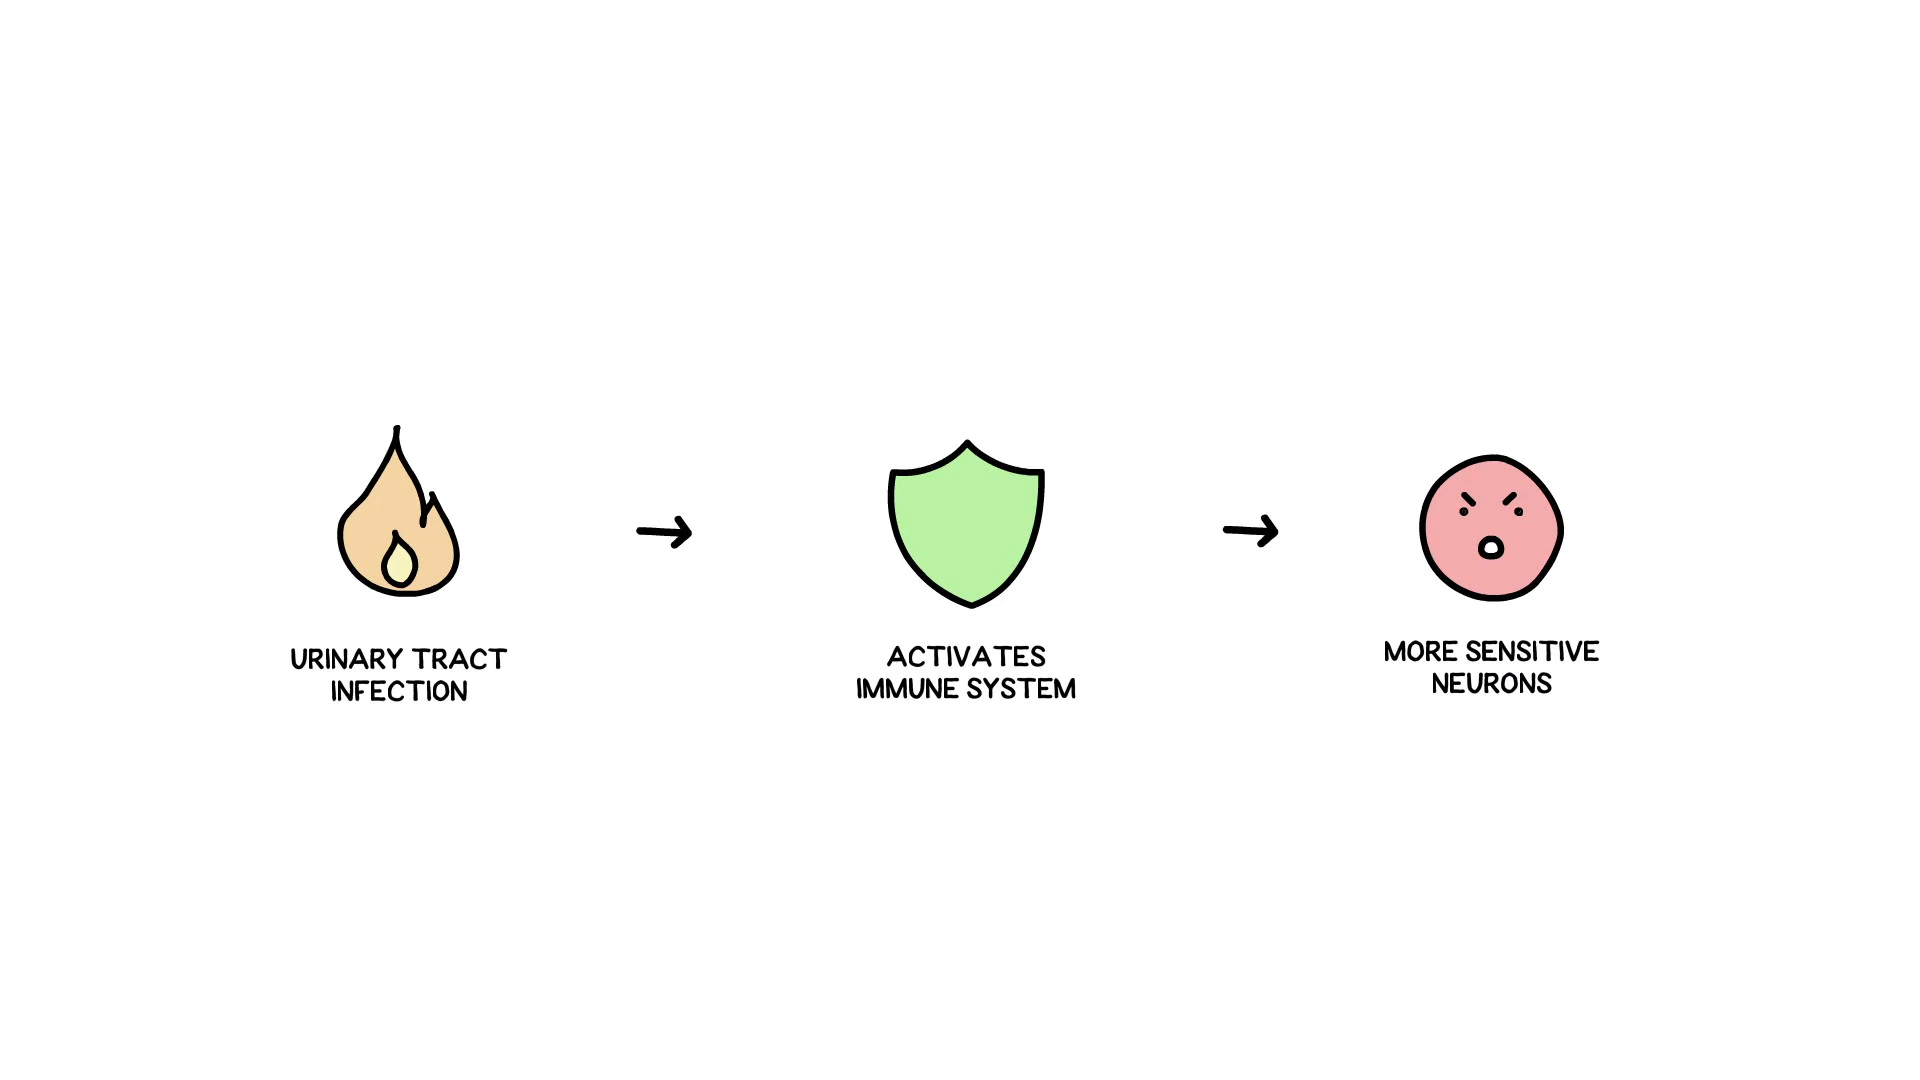 URINARY TRACT
INFECTION
ACTIVATES
IMMUNE SYSTEM
MORE SENSITIVE
NEURONS